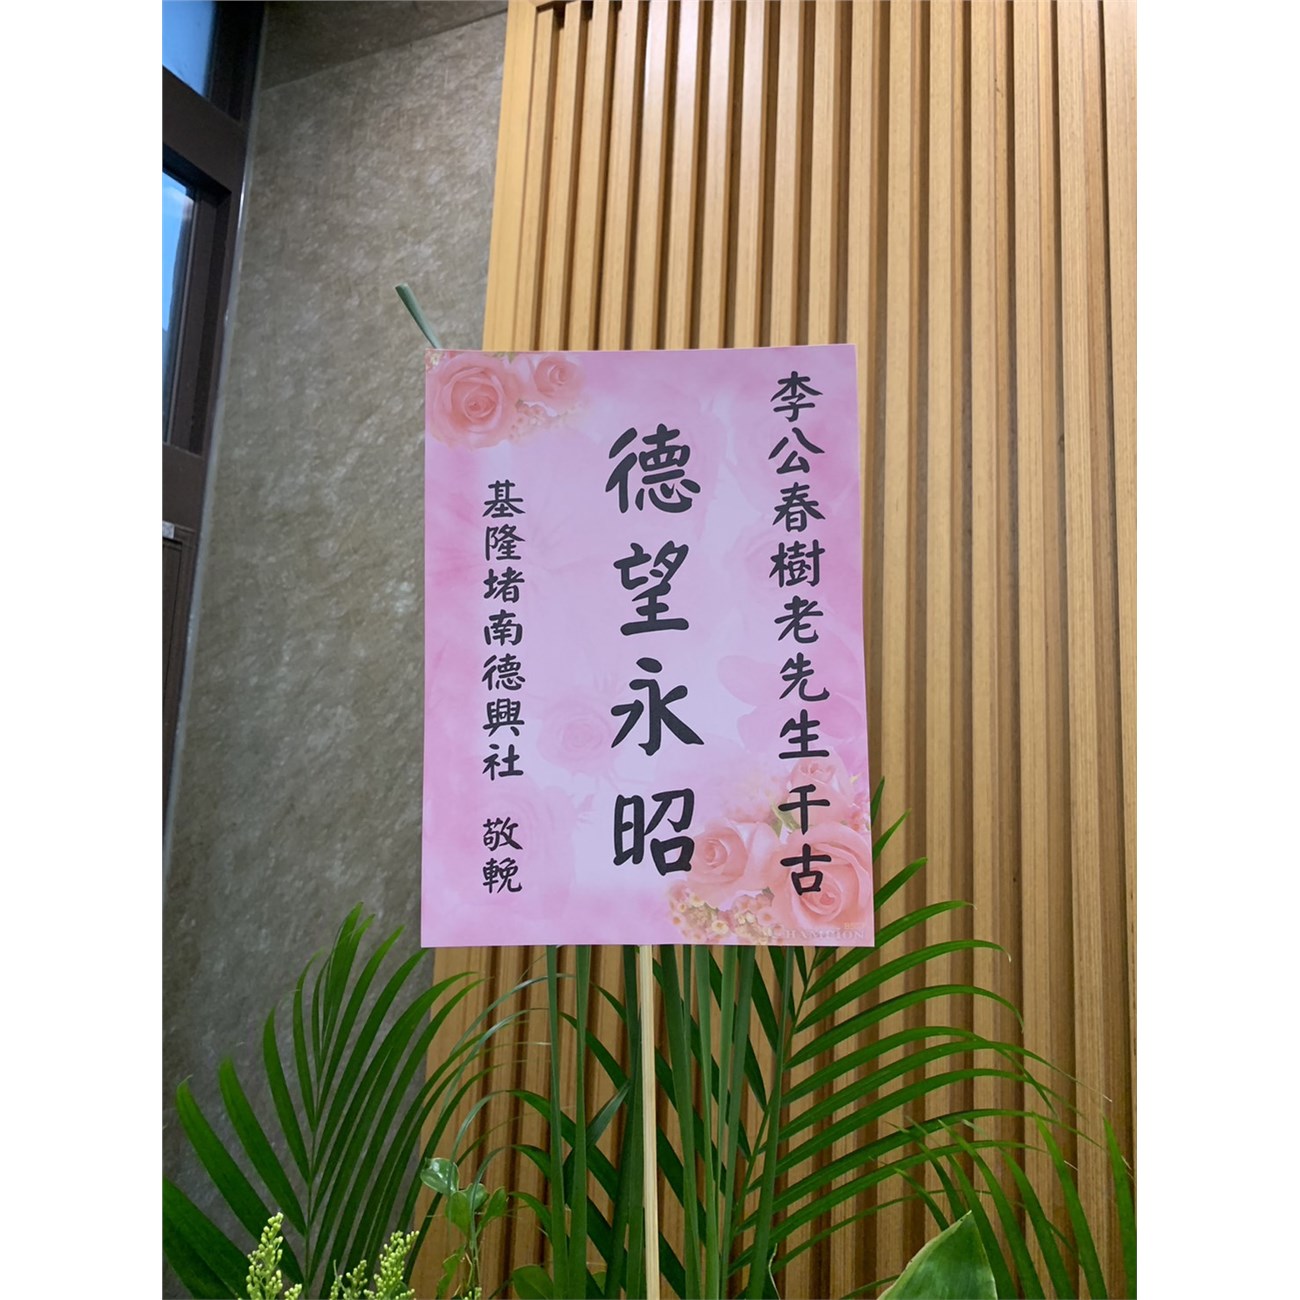 李公春樹老先生千古
德望永昭
基隆堵南德興社 敬輓